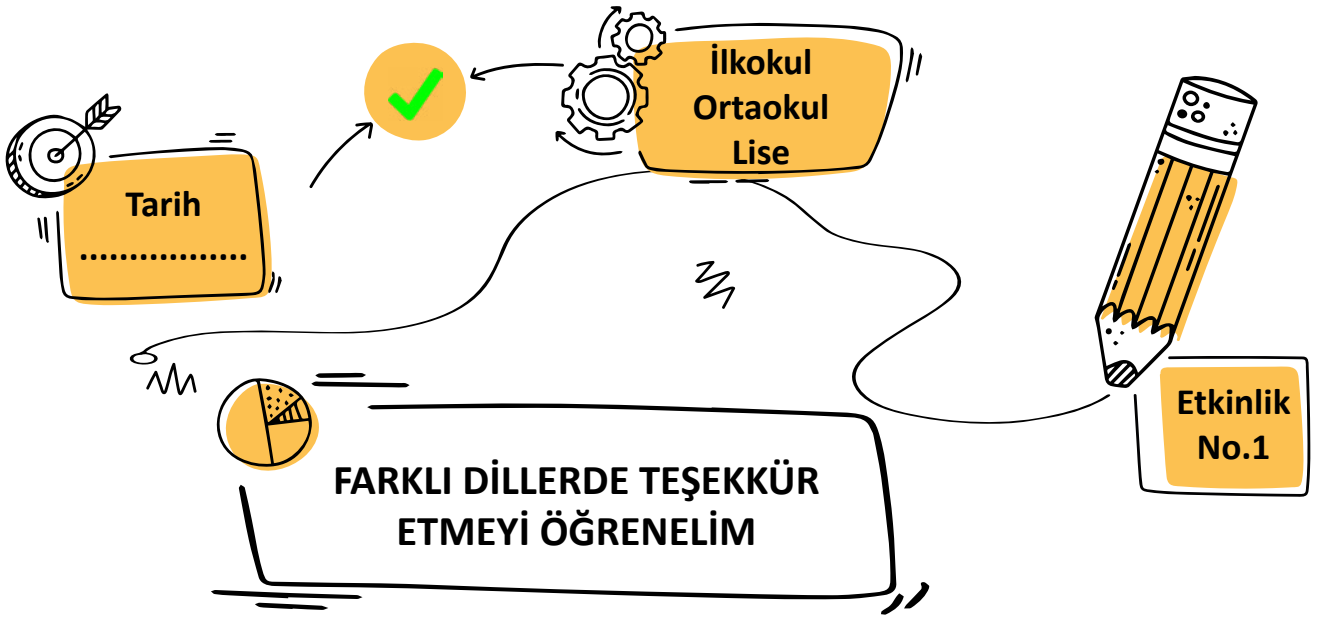 İlkokul
Ortaokul
Lise
Tarih
.................
Etkinlik
No.1
FARKLI DİLLERDE TEŞEKKÜR
ETMEYİ ÖĞRENELİM